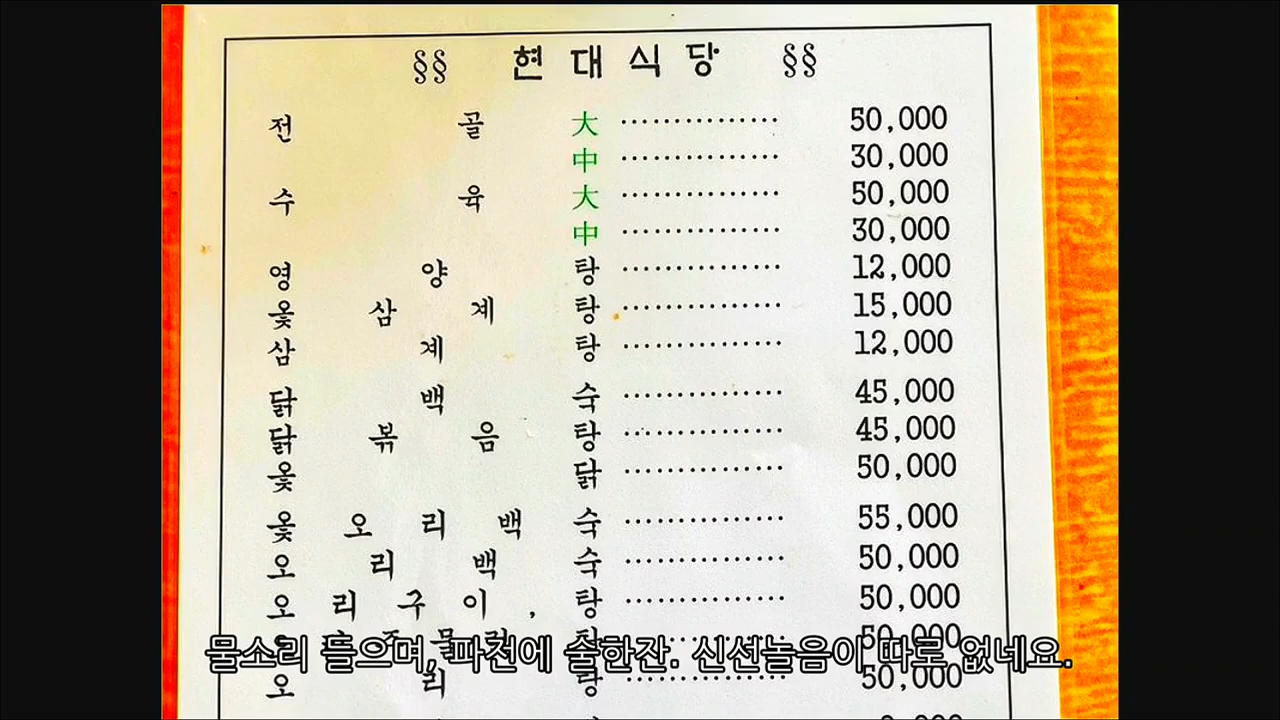 §§ 현대식당 §§
전골 大 ............... 50,000
中 ............... 30,000
수육 大 ............... 50,000
中 ............... 30,000
영양탕 ............... 12,000
옻삼계탕 ............... 15,000
삼계탕 ............... 12,000
닭백숙 ............... 45,000
닭볶음탕 ............... 45,000
옻닭 ............... 50,000
옻오리백숙 ............... 55,000
오리백숙 ............... 50,000
오리구이,탕 ............... 50,000
50,000
물소리 들으며, 파전에 술한잔. 신선놀음이 따로 없네요.
오리탕 ............... 50,000